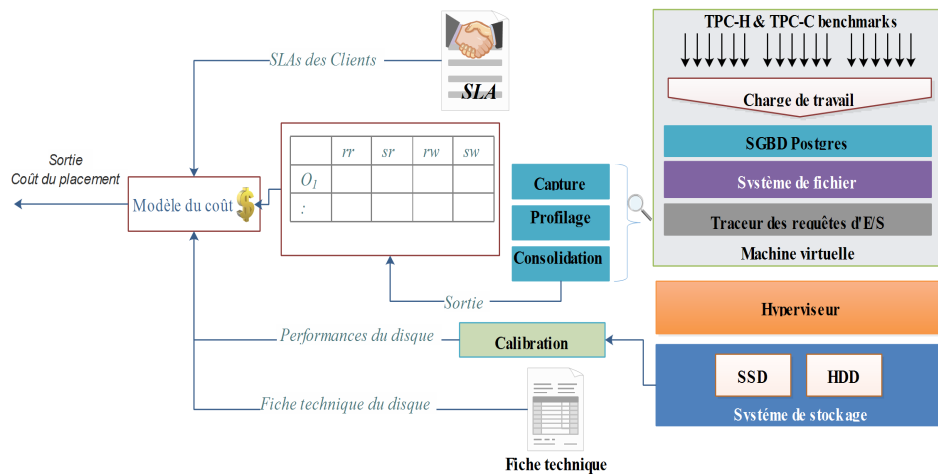 TPC-H & TPC-C benchmarks
SLAs des Clients
SLA
Charge de travail
SGBD Postgres
Système de fichier
Traceur des requêtes d'E/S
Machine virtuelle
rr sr rw sw
O1
:
Capture
Profilage
Consolidation
Sortie
Coût du placement
Modèle du coût
Sortie
Hyperviseur
Performances du disque
Calibration
SSD
HDD
Systéme de stockage
Fiche technique du disque
Fiche technique